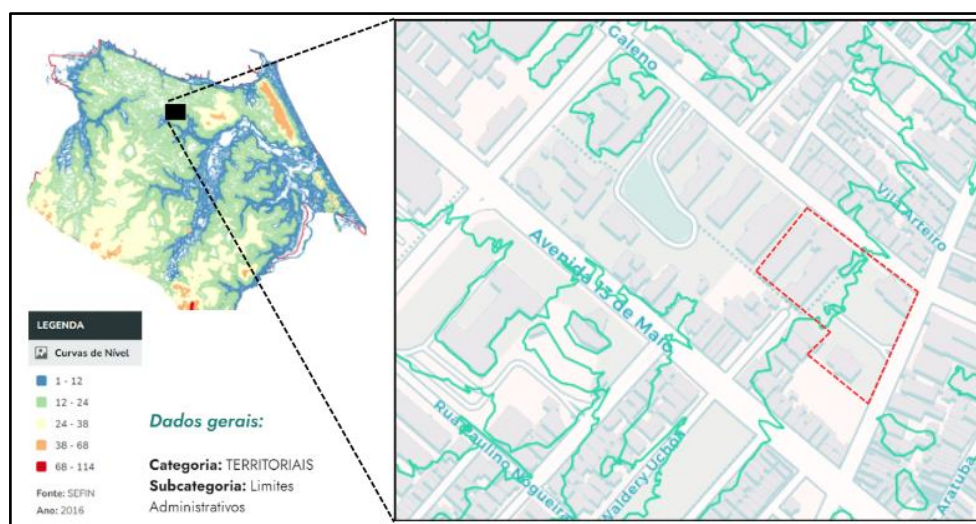 LEGENDA
Curvas de Nível
1 - 12
12 - 24
24 - 38
38 - 68
68 - 114
Fonte: SEFIN
Ano: 2016
Dados gerais:
Categoria: TERRITORIAIS
Subcategoria: Limites
Administrativos
Galeno
Vila Arteiro
Avenida 13 de Maio
Rua Paulino Nogueira
Waldery Uchoa
Aratuba